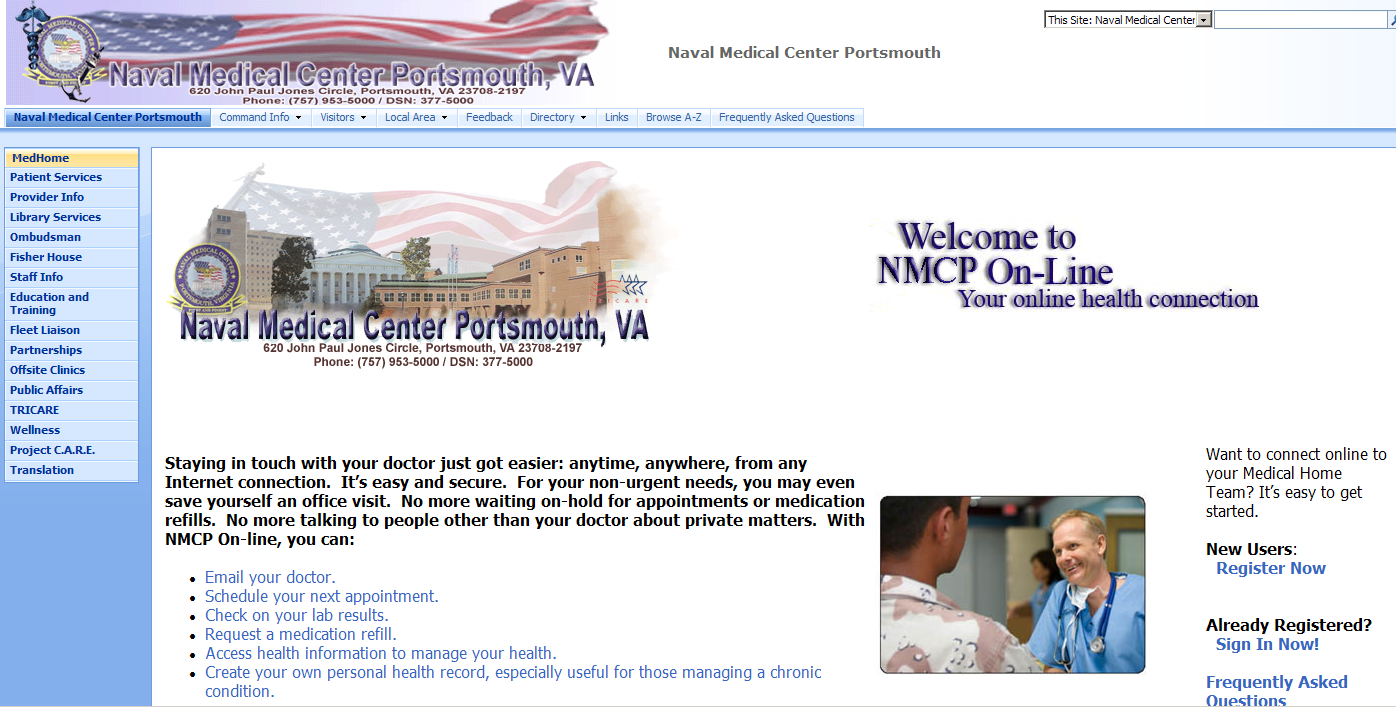 Naval Medical Center Portsmouth, VA
620 John Paul Jones Circle, Portsmouth, VA 23708-2197
Phone: (757) 953-5000 / DSN: 377-5000
Naval Medical Center Portsmouth
This Site: Naval Medical Center
Naval Medical Center Portsmouth
Command Info
Visitors
Local Area
Feedback
Directory
Links
Browse A-Z
Frequently Asked Questions
MedHome
Patient Services
Provider Info
Library Services
Ombudsman
Fisher House
Staff Info
Education and
Training
Fleet Liaison
Partnerships
Offsite Clinics
Public Affairs
TRICARE
Wellness
Project C.A.R.E.
Translation
Naval Medical Center Portsmouth, VA
620 John Paul Jones Circle, Portsmouth, VA 23708-2197
Phone: (757) 953-5000 / DSN: 377-5000
Welcome to
NMCP On-Line
Your online health connection
Staying in touch with your doctor just got easier: anytime, anywhere, from any
Internet connection.  It’s easy and secure.  For your non-urgent needs, you may even
save yourself an office visit.  No more waiting on-hold for appointments or medication
refills.  No more talking to people other than your doctor about private matters.  With
NMCP On-line, you can:
Email your doctor.
Schedule your next appointment.
Check on your lab results.
Request a medication refill.
Access health information to manage your health.
Create your own personal health record, especially useful for those managing a chronic
condition.
Want to connect online to
your Medical Home
Team? It’s easy to get
started.
New Users:
Register Now
Already Registered?
Sign In Now!
Frequently Asked
Questions